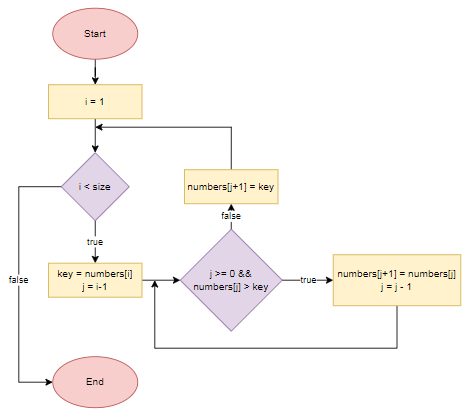 Start
i = 1
i < size
true
false
key = numbers[i]
j = i-1
j >= 0 &&
numbers[j] > key
true
numbers[j+1] = numbers[j]
j = j - 1
false
numbers[j+1] = key
End